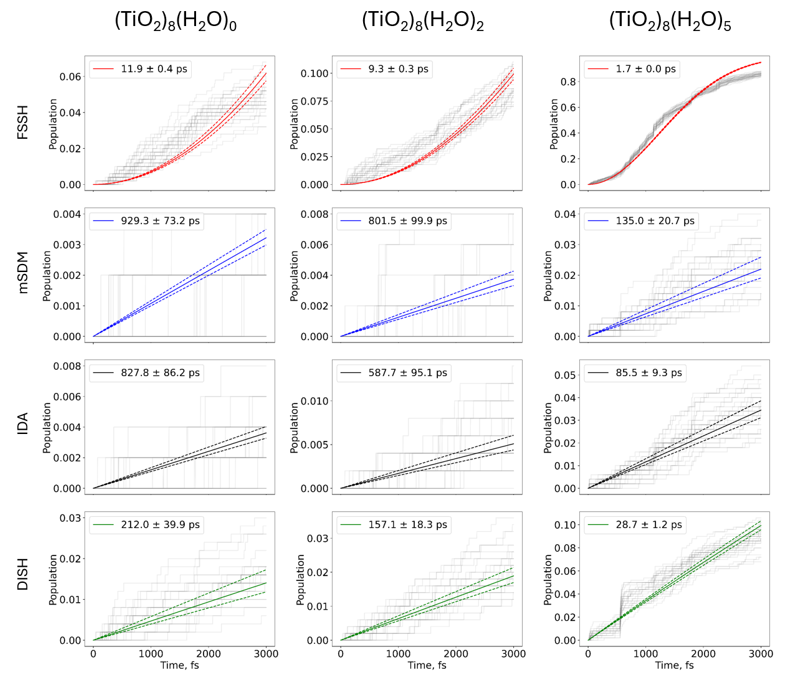 (TiO₂)₈(H₂O)₀ (TiO₂)₈(H₂O)₂ (TiO₂)₈(H₂O)₅
FSSH
Population
0.06
0.04
0.02
0.00
11.9 ± 0.4 ps
Population
0.100
0.075
0.050
0.025
0.000
9.3 ± 0.3 ps
Population
0.8
0.6
0.4
0.2
0.0
1.7 ± 0.0 ps
mSDM
Population
0.004
0.003
0.002
0.001
0.000
929.3 ± 73.2 ps
Population
0.008
0.006
0.004
0.002
0.000
801.5 ± 99.9 ps
Population
0.04
0.03
0.02
0.01
0.00
135.0 ± 20.7 ps
IDA
Population
0.008
0.006
0.004
0.002
0.000
827.8 ± 86.2 ps
Population
0.010
0.005
0.000
587.7 ± 95.1 ps
Population
0.05
0.04
0.03
0.02
0.01
0.00
85.5 ± 9.3 ps
DISH
Population
0.03
0.02
0.01
0.00
212.0 ± 39.9 ps
0 1000 2000 3000
Time, fs
Population
0.03
0.02
0.01
0.00
157.1 ± 18.3 ps
0 1000 2000 3000
Time, fs
Population
0.10
0.08
0.06
0.04
0.02
0.00
28.7 ± 1.2 ps
0 1000 2000 3000
Time, fs